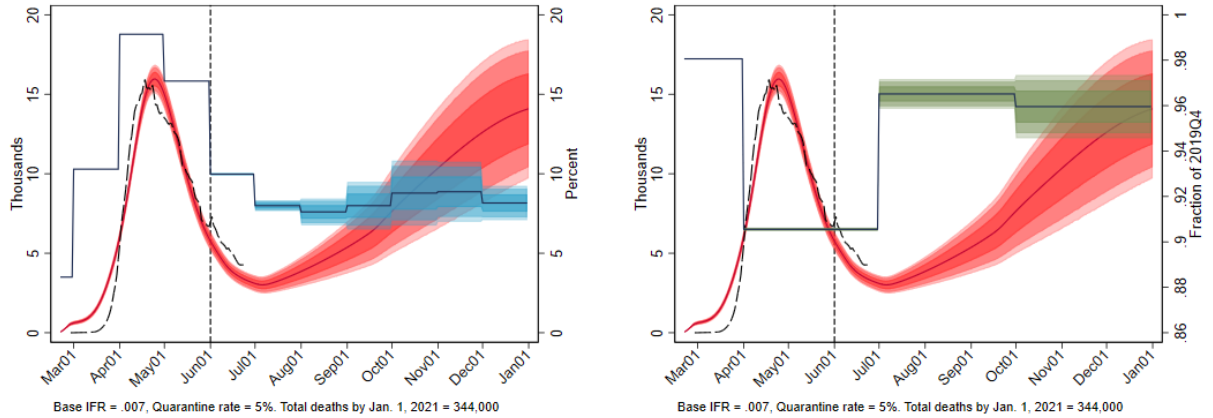 20
15
10
5
0
Thousands
20
15
10
5
0
Percent
Mar01 Apr01 May01 Jun01 Jul01 Aug01 Sep01 Oct01 Nov01 Dec01 Jan01
Base IFR = .007, Quarantine rate = 5%. Total deaths by Jan. 1, 2021 = 344,000
20
15
10
5
0
Thousands
1
.98
.96
.94
.92
.9
.88
.86
Fraction of 2019Q4
Mar01 Apr01 May01 Jun01 Jul01 Aug01 Sep01 Oct01 Nov01 Dec01 Jan01
Base IFR = .007, Quarantine rate = 5%. Total deaths by Jan. 1, 2021 = 344,000